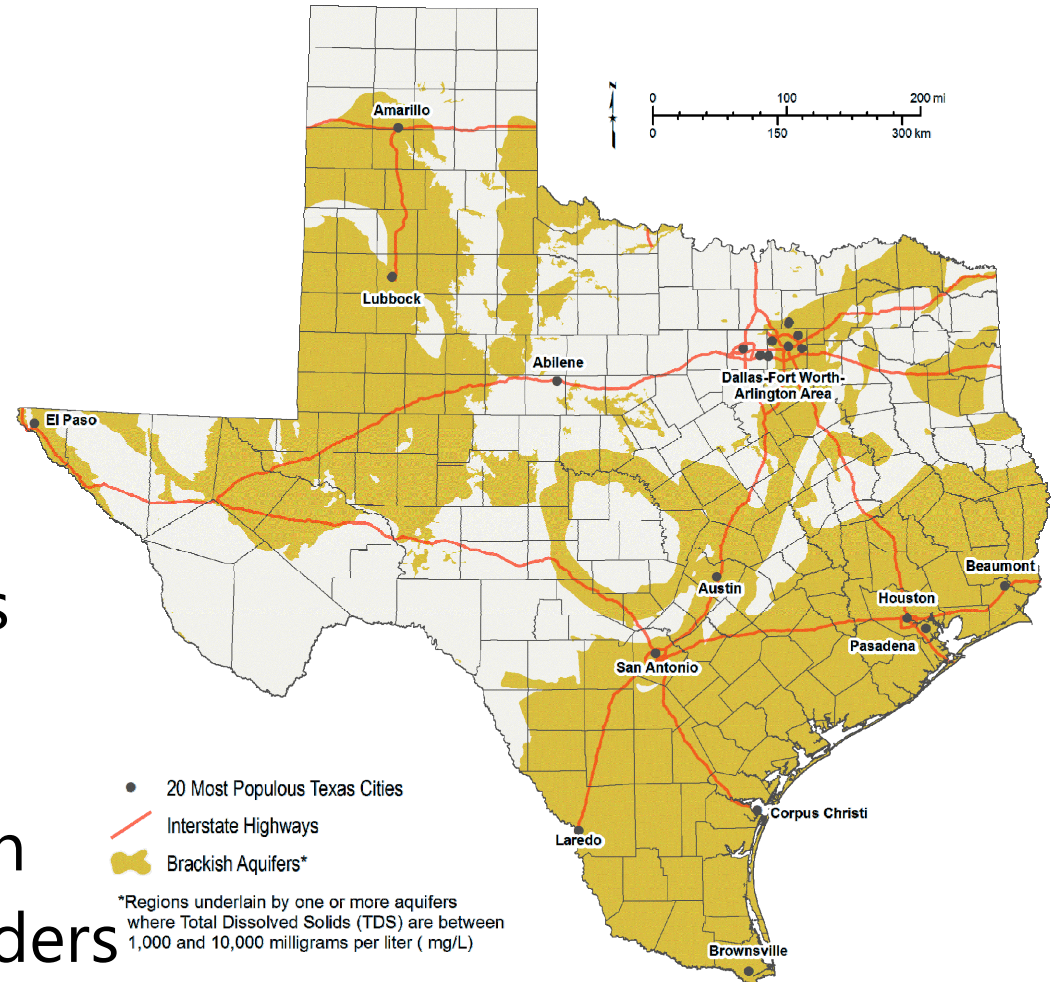 N
0 100 200 mi
0 150 300 km
Amarillo
Lubbock
Abilene
Dallas-Fort Worth-
Arlington Area
El Paso
Beaumont
Austin
Houston
Pasadena
San Antonio
s
20 Most Populous Texas Cities
Interstate Highways
Brackish Aquifers*
Corpus Christi
Laredo
n
*Regions underlain by one or more aquifers
where Total Dissolved Solids (TDS) are between
1,000 and 10,000 milligrams per liter ( mg/L)
ders
Brownsville